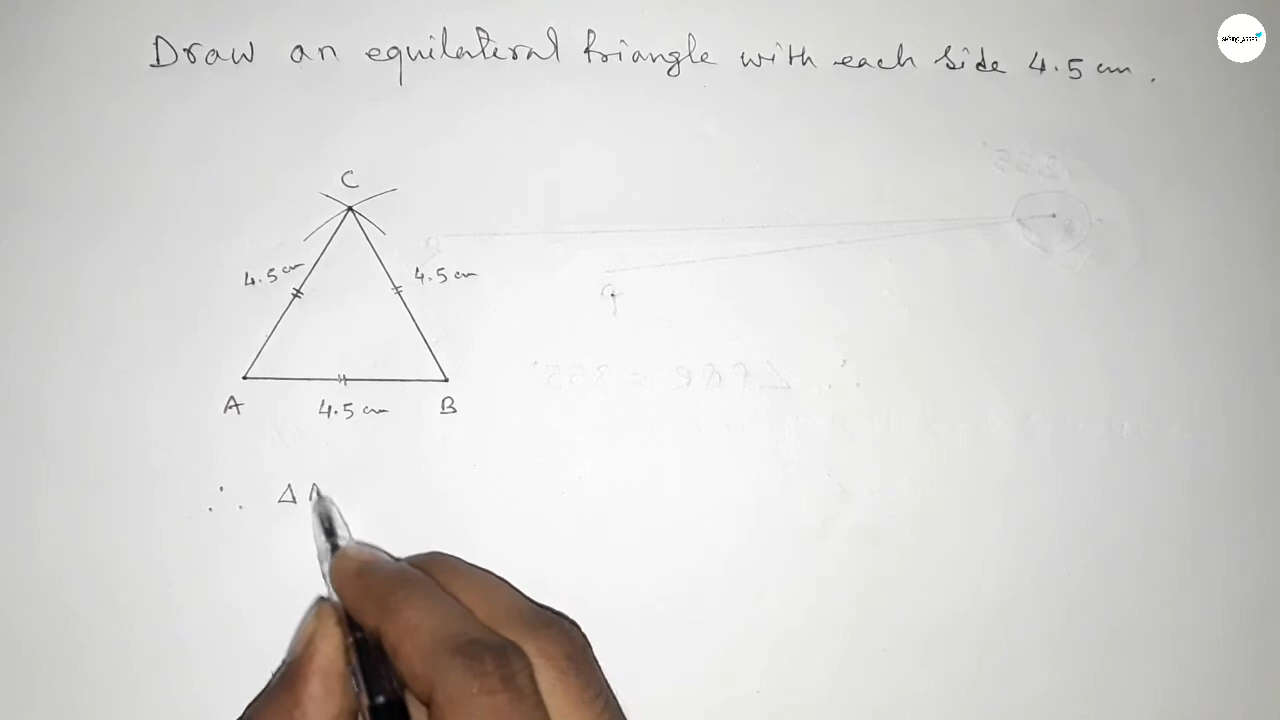 Draw an equilateral triangle with each side 4.5 cm.
C
4.5 cm
4.5 cm
A
4.5 cm
B
∴ Δ A